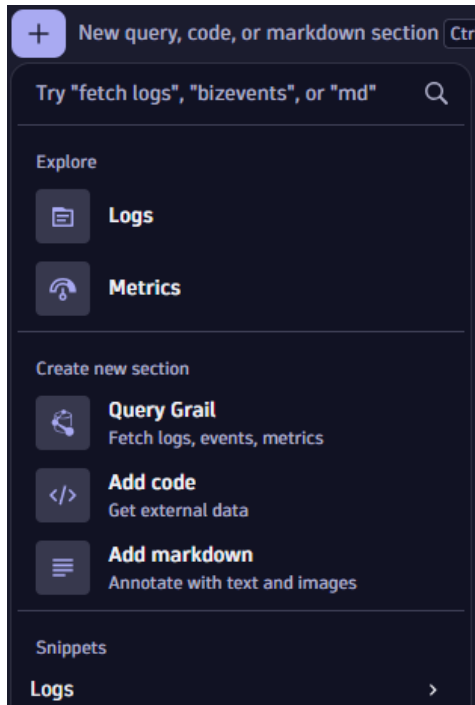 New query, code, or markdown section Ctr
Try "fetch logs", "bizevents", or "md"
Explore
Logs
Metrics
Create new section
Query Grail
Fetch logs, events, metrics
Add code
Get external data
Add markdown
Annotate with text and images
Snippets
Logs